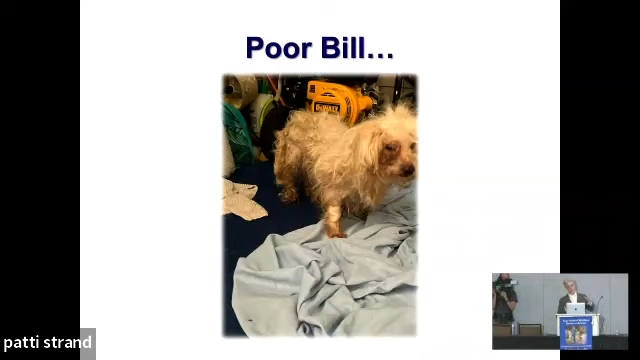 Poor Bill…
DEWALT
patti strand